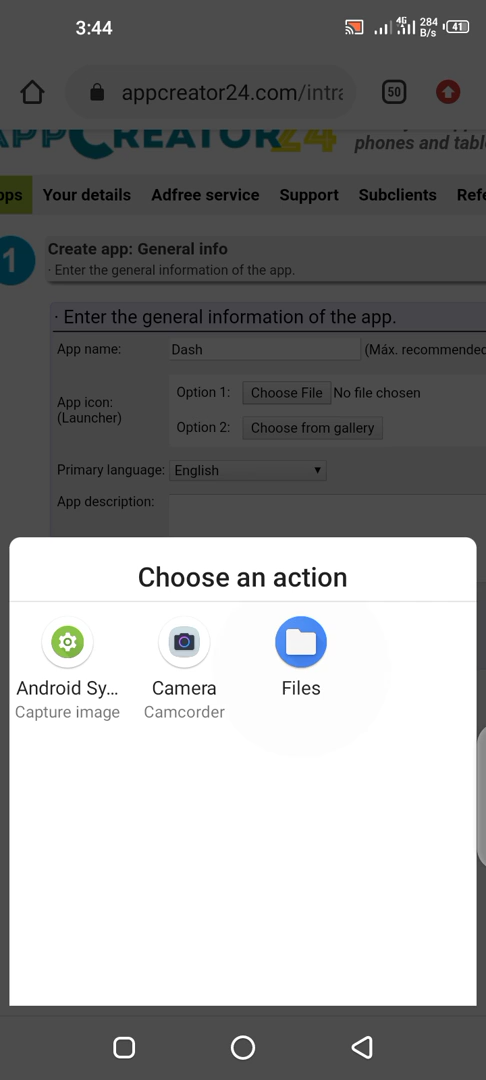 3:44
4G
284
B/s
41
appcreator24.com/intra
50
APPCREATOR24
phones and table
ops Your details Adfree service Support Subclients Refe
1
Create app: General info
· Enter the general information of the app.
· Enter the general information of the app.
App name: Dash (Máx. recommended
App icon:
(Launcher)
Option 1: Choose File No file chosen
Option 2: Choose from gallery
Primary language: English
App description:
Choose an action
Android Sy... Camera Files
Capture image Camcorder